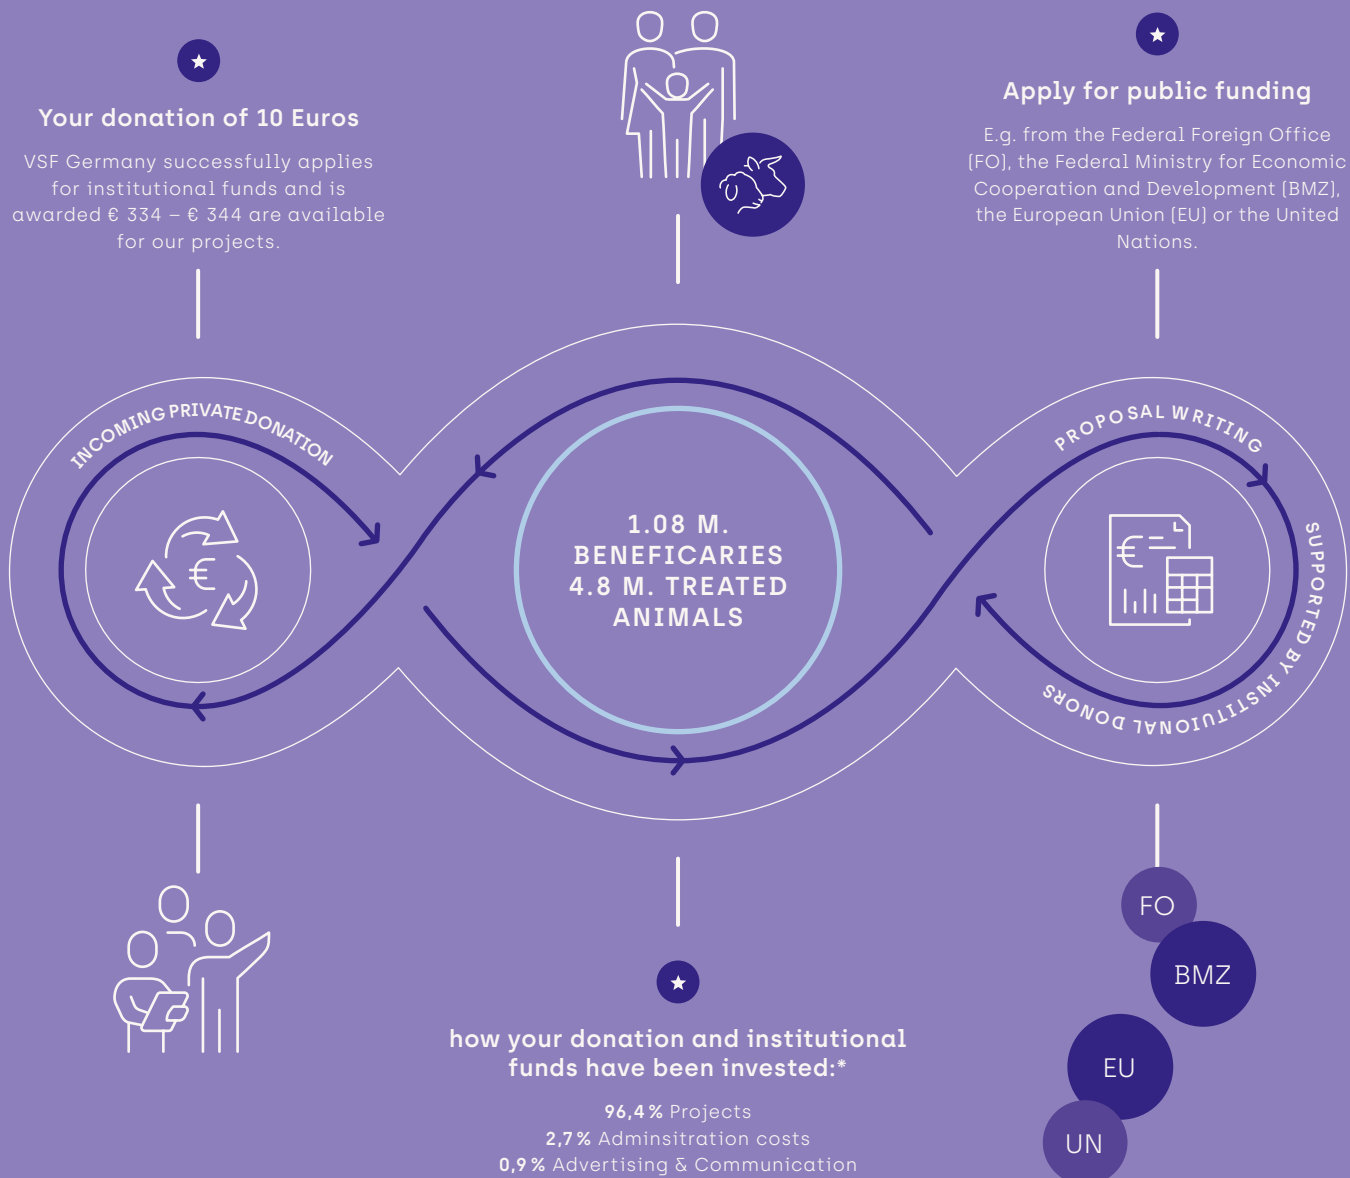 Your donation of 10 Euros
VSF Germany successfully applies
for institutional funds and is
awarded € 334 – € 344 are available
for our projects.
Apply for public funding
E.g. from the Federal Foreign Office
(FO), the Federal Ministry for Economic
Cooperation and Development (BMZ),
the European Union (EU) or the United
Nations.
INCOMING PRIVATE DONATION
€
1.08 M.
BENEFICARIES
4.8 M. TREATED
ANIMALS
PROPOSAL WRITING
SUPPORTED BY INSTITUIONAL DONORS
€
how your donation and institutional
funds have been invested:*
96,4 % Projects
2,7 % Adminsitration costs
0,9 % Advertising & Communication
FO
BMZ
EU
UN